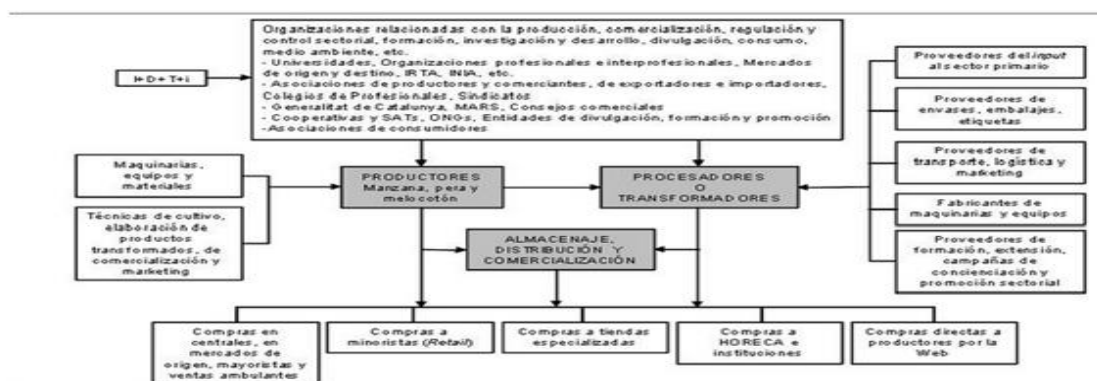 Organizaciones relacionadas con la producción, comercialización, regulación y
control sectorial, formación, investigación y desarrollo, divulgación, consumo,
medio ambiente, etc.
- Universidades, Organizaciones profesionales e interprofesionales, Mercados
de origen y destino, IRTA, INIA, etc.
- Asociaciones de productores y comerciantes, de exportadores e importadores,
Colegios de Profesionales, Sindicatos
- Generalitat de Catalunya, MARS, Consejos comerciales
- Cooperativas y SATs, ONGs, Entidades de divulgación, formación y promoción
-Asociaciones de consumidores
I+D+T+i
Proveedores del input
al sector primario
Proveedores de
envases, embalajes,
etiquetas
Proveedores de
transporte, logística y
marketing
Fabricantes de
maquinarias y equipos
Proveedores de
formación, extensión,
campañas de
concienciación y
promoción sectorial
Maquinarias,
equipos y
materiales
Técnicas de cultivo,
elaboración de
productos
transformados, de
comercialización y
marketing
PRODUCTORES
Manzana, pera y
melocotón
PROCESADORES
O
TRANSFORMADORES
ALMACENAJE,
DISTRIBUCIÓN Y
COMERCIALIZACIÓN
Compras en
centrales, en
mercados de
origen, mayoristas y
ventas ambulantes
Compras a
minoristas (Retail)
Compras a tiendas
especializadas
Compras a
HORECA e
instituciones
Compras directas a
productores por la
Web